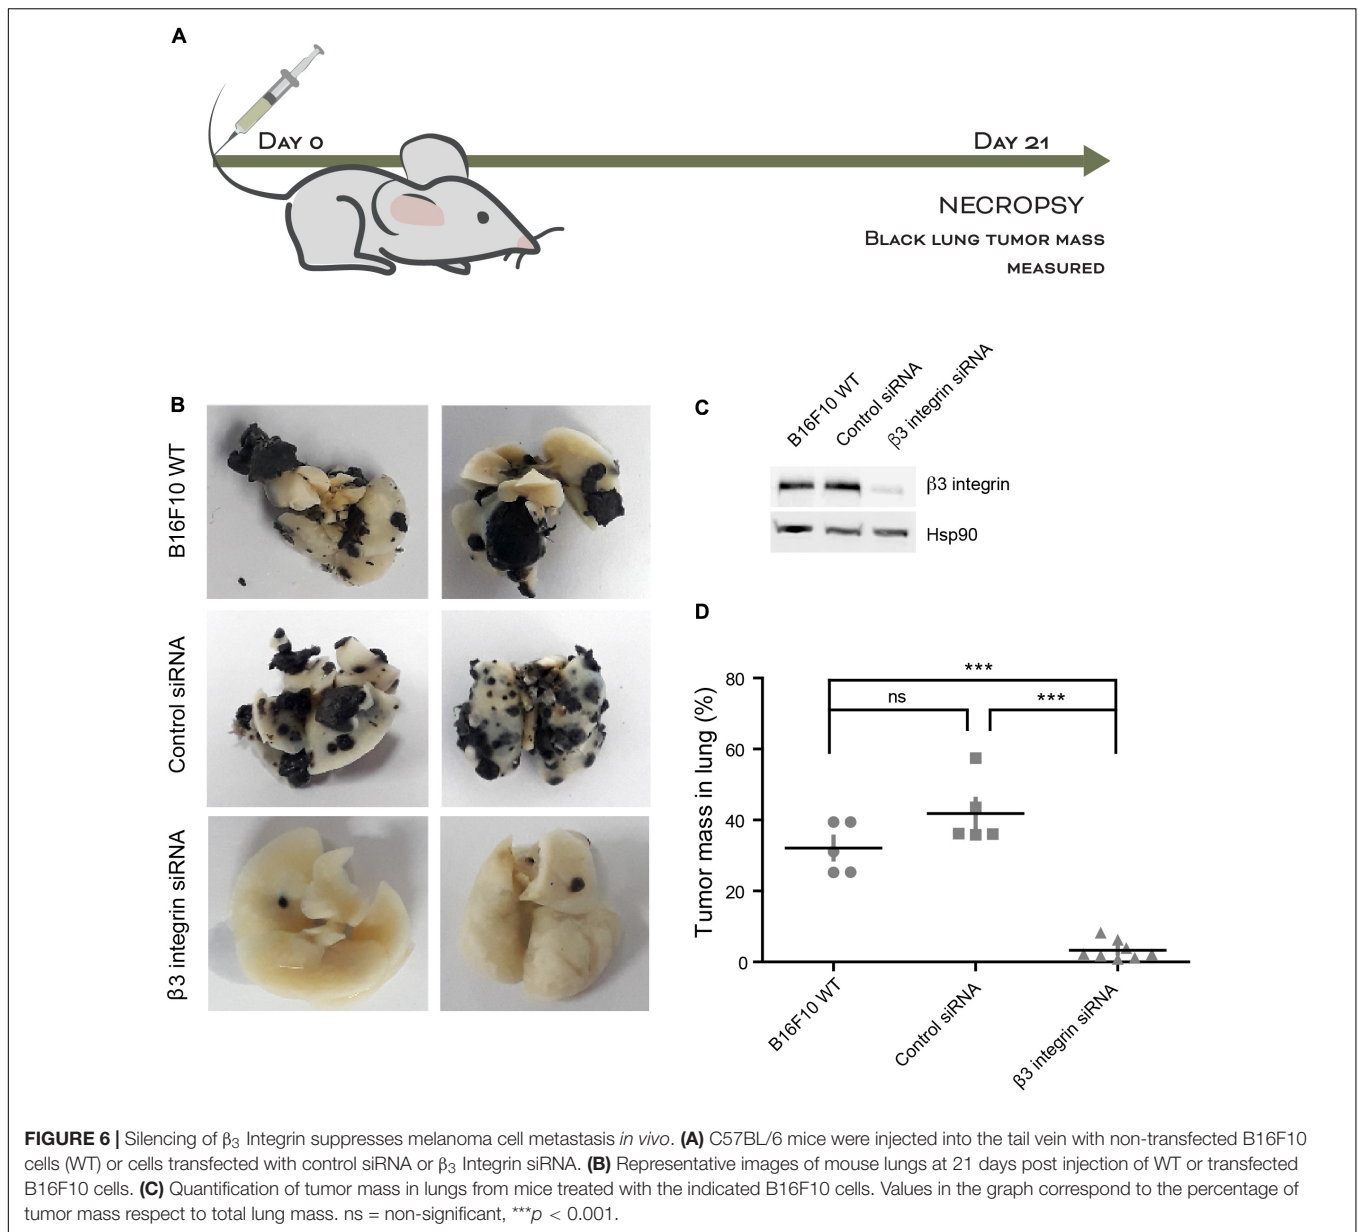 A
DAY 0
DAY 21
NECROPSY
BLACK LUNG TUMOR MASS
MEASURED
B
B16F10 WT
Control siRNA
β3 integrin siRNA
C
B16F10 WT
Control siRNA
β3 integrin siRNA
β3 integrin
Hsp90
D
***
ns
***
Tumor mass in lung (%)
80
60
40
20
0
B16F10 WT
Control siRNA
β3 integrin siRNA
FIGURE 6 | Silencing of β3 Integrin suppresses melanoma cell metastasis in vivo. (A) C57BL/6 mice were injected into the tail vein with non-transfected B16F10
cells (WT) or cells transfected with control siRNA or β3 Integrin siRNA. (B) Representative images of mouse lungs at 21 days post injection of WT or transfected
B16F10 cells. (C) Quantification of tumor mass in lungs from mice treated with the indicated B16F10 cells. Values in the graph correspond to the percentage of
tumor mass respect to total lung mass. ns = non-significant, ***p < 0.001.